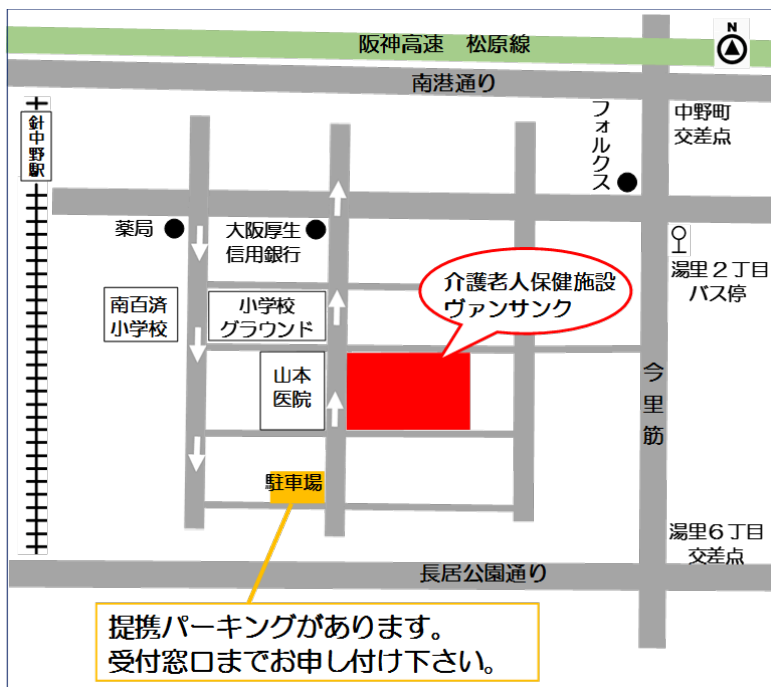 阪神高速　松原線
N
南港通り
針中野駅
フォルクス
中野町
交差点
薬局
大阪厚生
信用銀行
湯里２丁目
バス停
介護老人保健施設
ヴァンサンク
南百済
小学校
小学校
グラウンド
山本
医院
今里筋
駐車場
湯里６丁目
交差点
長居公園通り
提携パーキングがあります。
受付窓口までお申し付け下さい。